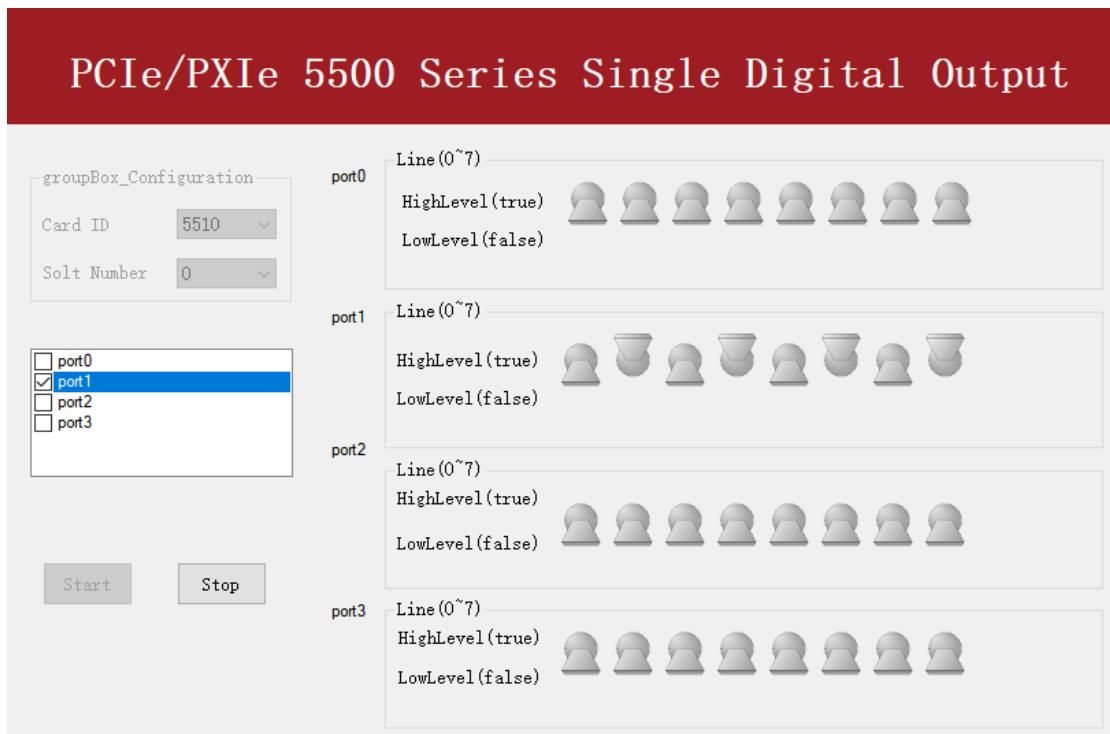 PCIe/PXIe 5500 Series Single Digital Output
groupBox_Configuration
Card ID
5510
Solt Number
0
port0
port1
port2
port3
Start
Stop
port0
Line(0~7)
HighLevel(true)
LowLevel(false)
port1
Line(0~7)
HighLevel(true)
LowLevel(false)
port2
Line(0~7)
HighLevel(true)
LowLevel(false)
port3
Line(0~7)
HighLevel(true)
LowLevel(false)